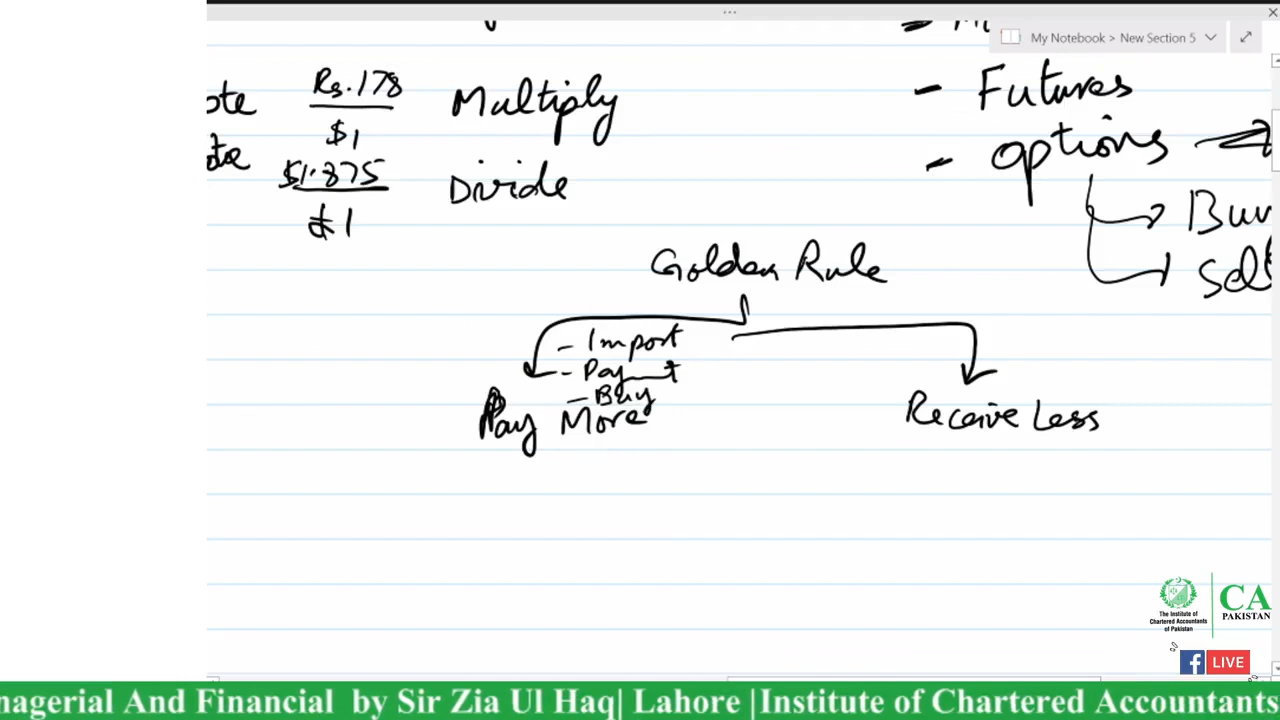 My Notebook > New Section 5
ote Rs.178 Multiply
$1
ote $1.875 Divide
£1
- Futures
- options →
Buy
Sell
Golden Rule
- Import
- Paymt
- Buy
Pay More
Receive Less
The Institute of
Chartered Accountants
of Pakistan
CA
PAKISTAN
LIVE
nagerial And Financial by Sir Zia Ul Haq| Lahore |Institute of Chartered Accountants